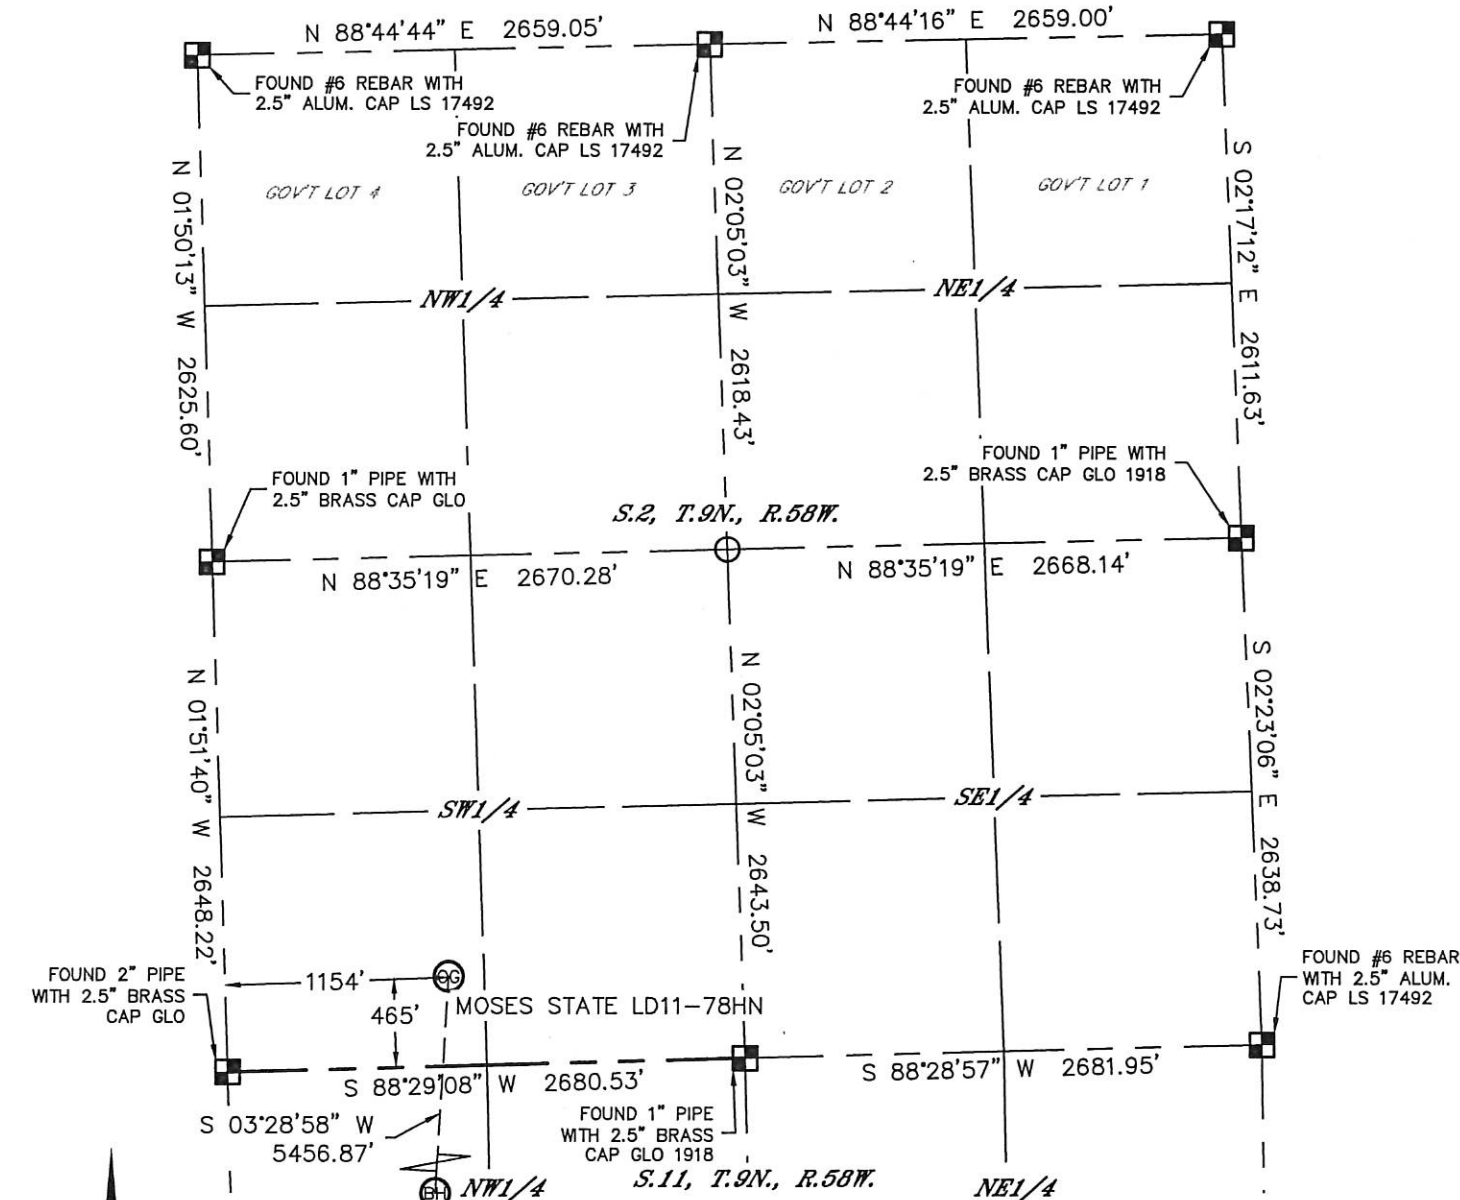 N 88°44'44" E 2659.05'
N 88°44'16" E 2659.00'
FOUND #6 REBAR WITH
2.5" ALUM. CAP LS 17492
FOUND #6 REBAR WITH
2.5" ALUM. CAP LS 17492
FOUND #6 REBAR WITH
2.5" ALUM. CAP LS 17492
GOV'T LOT 4
GOV'T LOT 3
GOV'T LOT 2
GOV'T LOT 1
N 01°50'13" W 2625.60'
N 02°05'03" W 2618.43'
S 02°17'12" E 2611.63'
NW1/4
NE1/4
FOUND 1" PIPE WITH
2.5" BRASS CAP GLO
FOUND 1" PIPE WITH
2.5" BRASS CAP GLO 1918
S.2, T.9N., R.58W.
N 88°35'19" E 2670.28'
N 88°35'19" E 2668.14'
N 01°51'40" W 2648.22'
N 02°05'03" W 2643.50'
S 02°23'06" E 2638.73'
SW1/4
SE1/4
FOUND 2" PIPE
WITH 2.5" BRASS
CAP GLO
1154'
OG
465'
MOSES STATE LD11-78HN
FOUND #6 REBAR
WITH 2.5" ALUM.
CAP LS 17492
S 88°29'08" W 2680.53'
S 88°28'57" W 2681.95'
S 03°28'58" W
5456.87'
FOUND 1" PIPE
WITH 2.5" BRASS
CAP GLO 1918
S.11, T.9N., R.58W.
BH
NW1/4
NE1/4